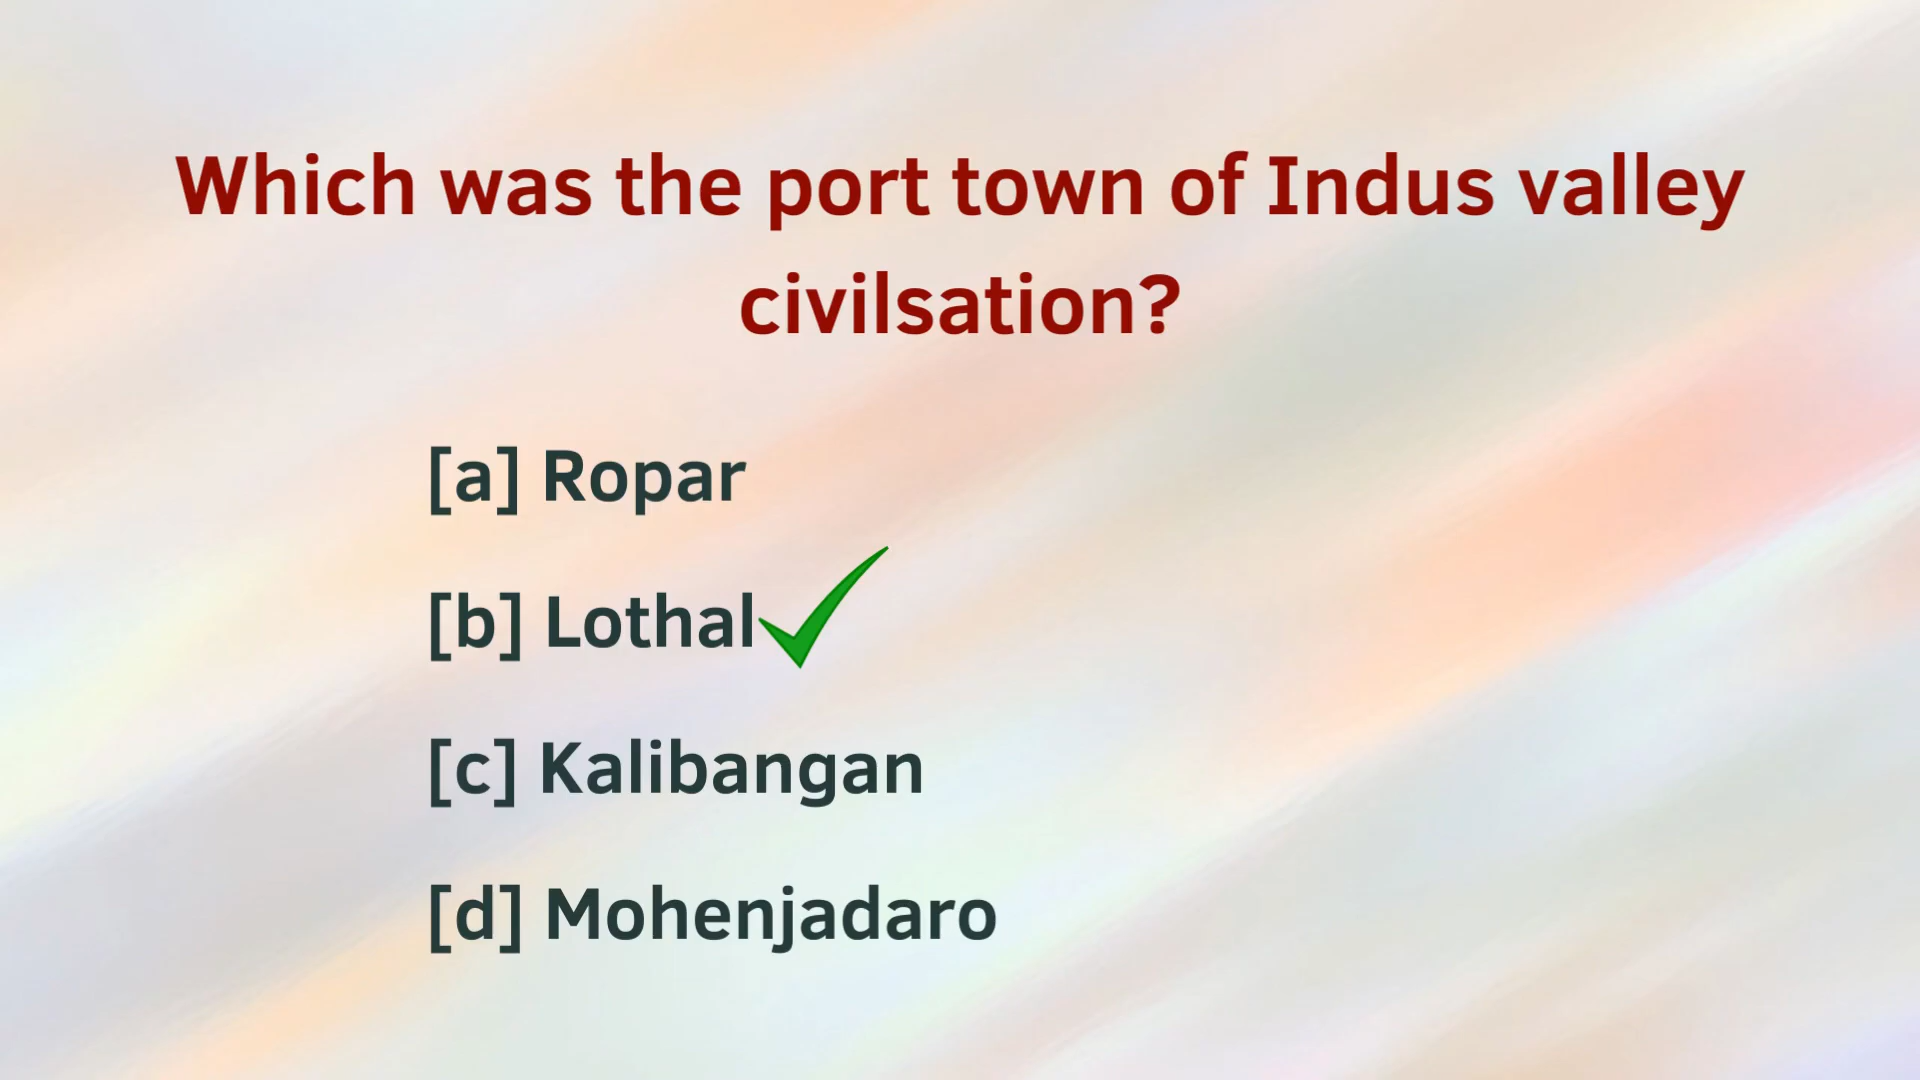 Which was the port town of Indus valley
civilsation?
[a] Ropar
[b] Lothal
[c] Kalibangan
[d] Mohenjadaro